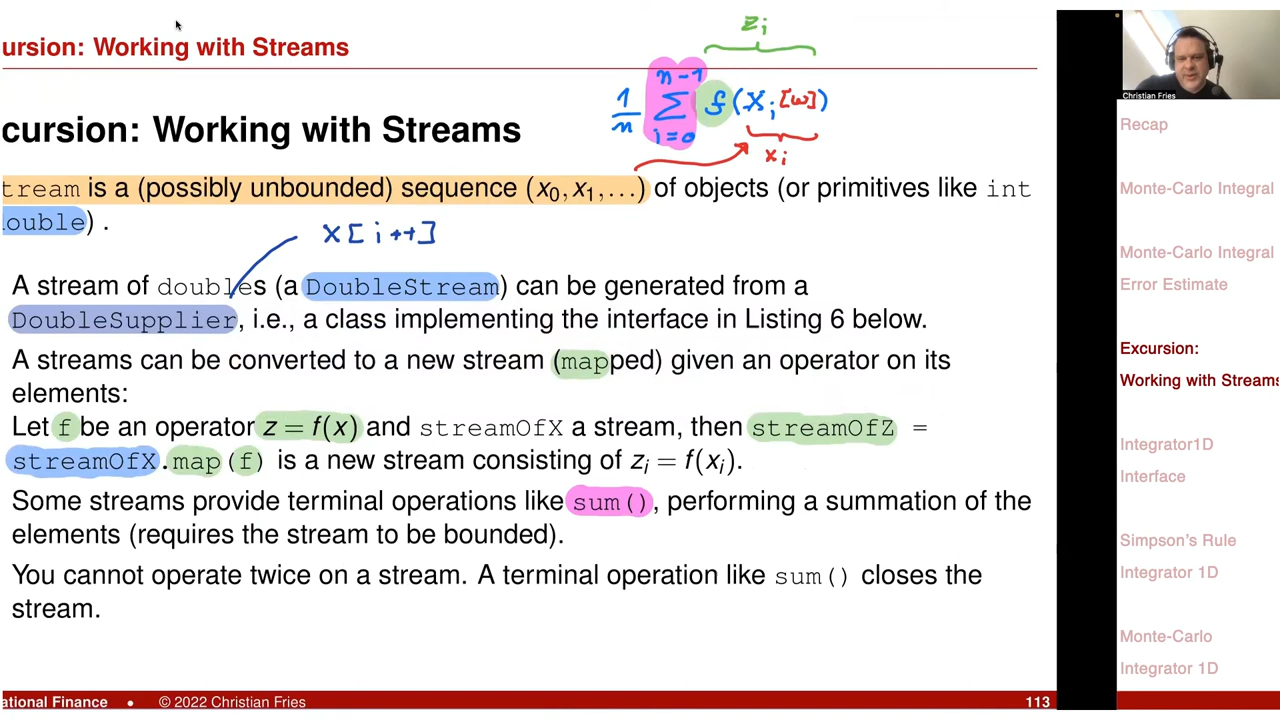 ursion: Working with Streams
z_i
cursion: Working with Streams
1/n Σ_{i=0}^{n-1} f(X_i[ω])
x_i
tream is a (possibly unbounded) sequence (x₀, x₁, …) of objects (or primitives like int
ouble) .
x[i++]
A stream of doubles (a DoubleStream) can be generated from a
DoubleSupplier, i.e., a class implementing the interface in Listing 6 below.
A streams can be converted to a new stream (mapped) given an operator on its
elements:
Let f be an operator z = f(x) and streamOfX a stream, then streamOfZ =
streamOfX.map(f) is a new stream consisting of z_i = f(x_i).
Some streams provide terminal operations like sum(), performing a summation of the
elements (requires the stream to be bounded).
You cannot operate twice on a stream. A terminal operation like sum() closes the
stream.
ational Finance • © 2022 Christian Fries 113
Christian Fries
Recap
Monte-Carlo Integral
Monte-Carlo Integral
Error Estimate
Excursion:
Working with Streams
Integrator1D
Interface
Simpson's Rule
Integrator 1D
Monte-Carlo
Integrator 1D